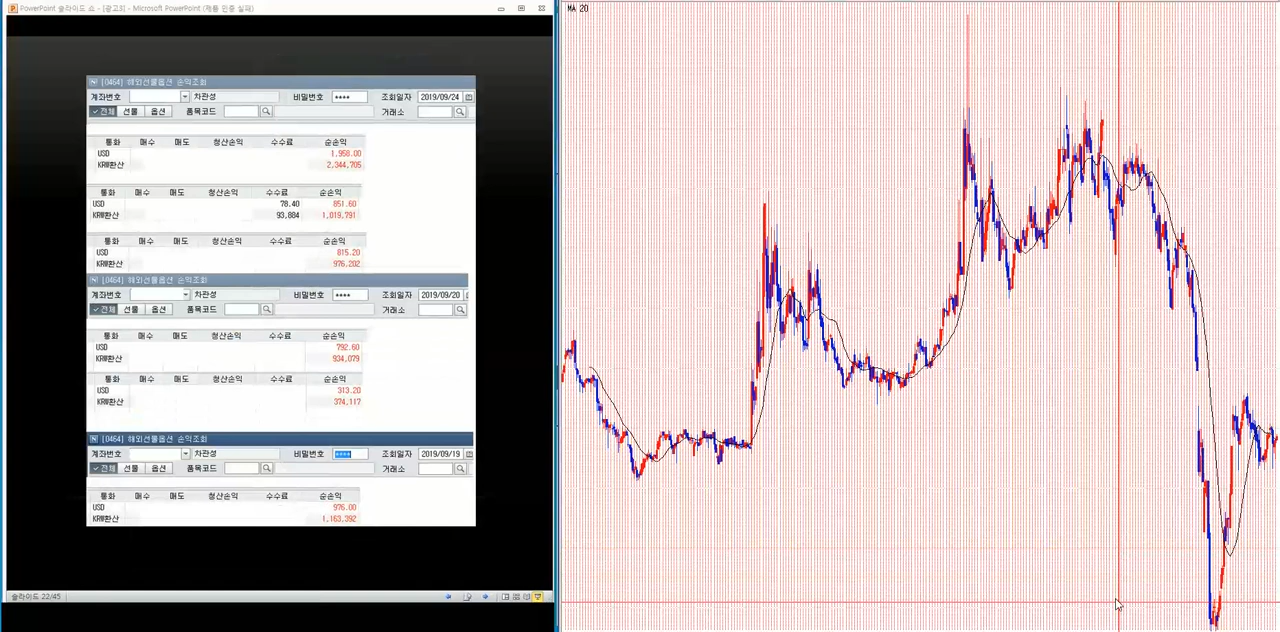 PowerPoint 슬라이드 쇼 - [광고3] - Microsoft PowerPoint (제품 인증 실패)
MA 20
[0464] 해외선물옵션 손익조회
계좌번호 차관성 비밀번호 **** 조회일자 2019/09/24
전체 선물 옵션 품목코드 거래소
통화 매수 매도 청산손익 수수료 순손익
USD 1,958.00
KRW환산 2,344,705
통화 매수 매도 청산손익 수수료 순손익
USD 78.40 851.60
KRW환산 93,884 1,019,791
통화 매수 매도 청산손익 수수료 순손익
USD 815.20
KRW환산 976,202
[0464] 해외선물옵션 손익조회
계좌번호 차관성 비밀번호 **** 조회일자 2019/09/20
전체 선물 옵션 품목코드 거래소
통화 매수 매도 청산손익 수수료 순손익
USD 792.60
KRW환산 934,079
통화 매수 매도 청산손익 수수료 순손익
USD 313.20
KRW환산 374,117
[0464] 해외선물옵션 손익조회
계좌번호 차관성 비밀번호 **** 조회일자 2019/09/19
전체 선물 옵션 품목코드 거래소
통화 매수 매도 청산손익 수수료 순손익
USD 976.00
KRW환산 1,163,392
슬라이드 22/45